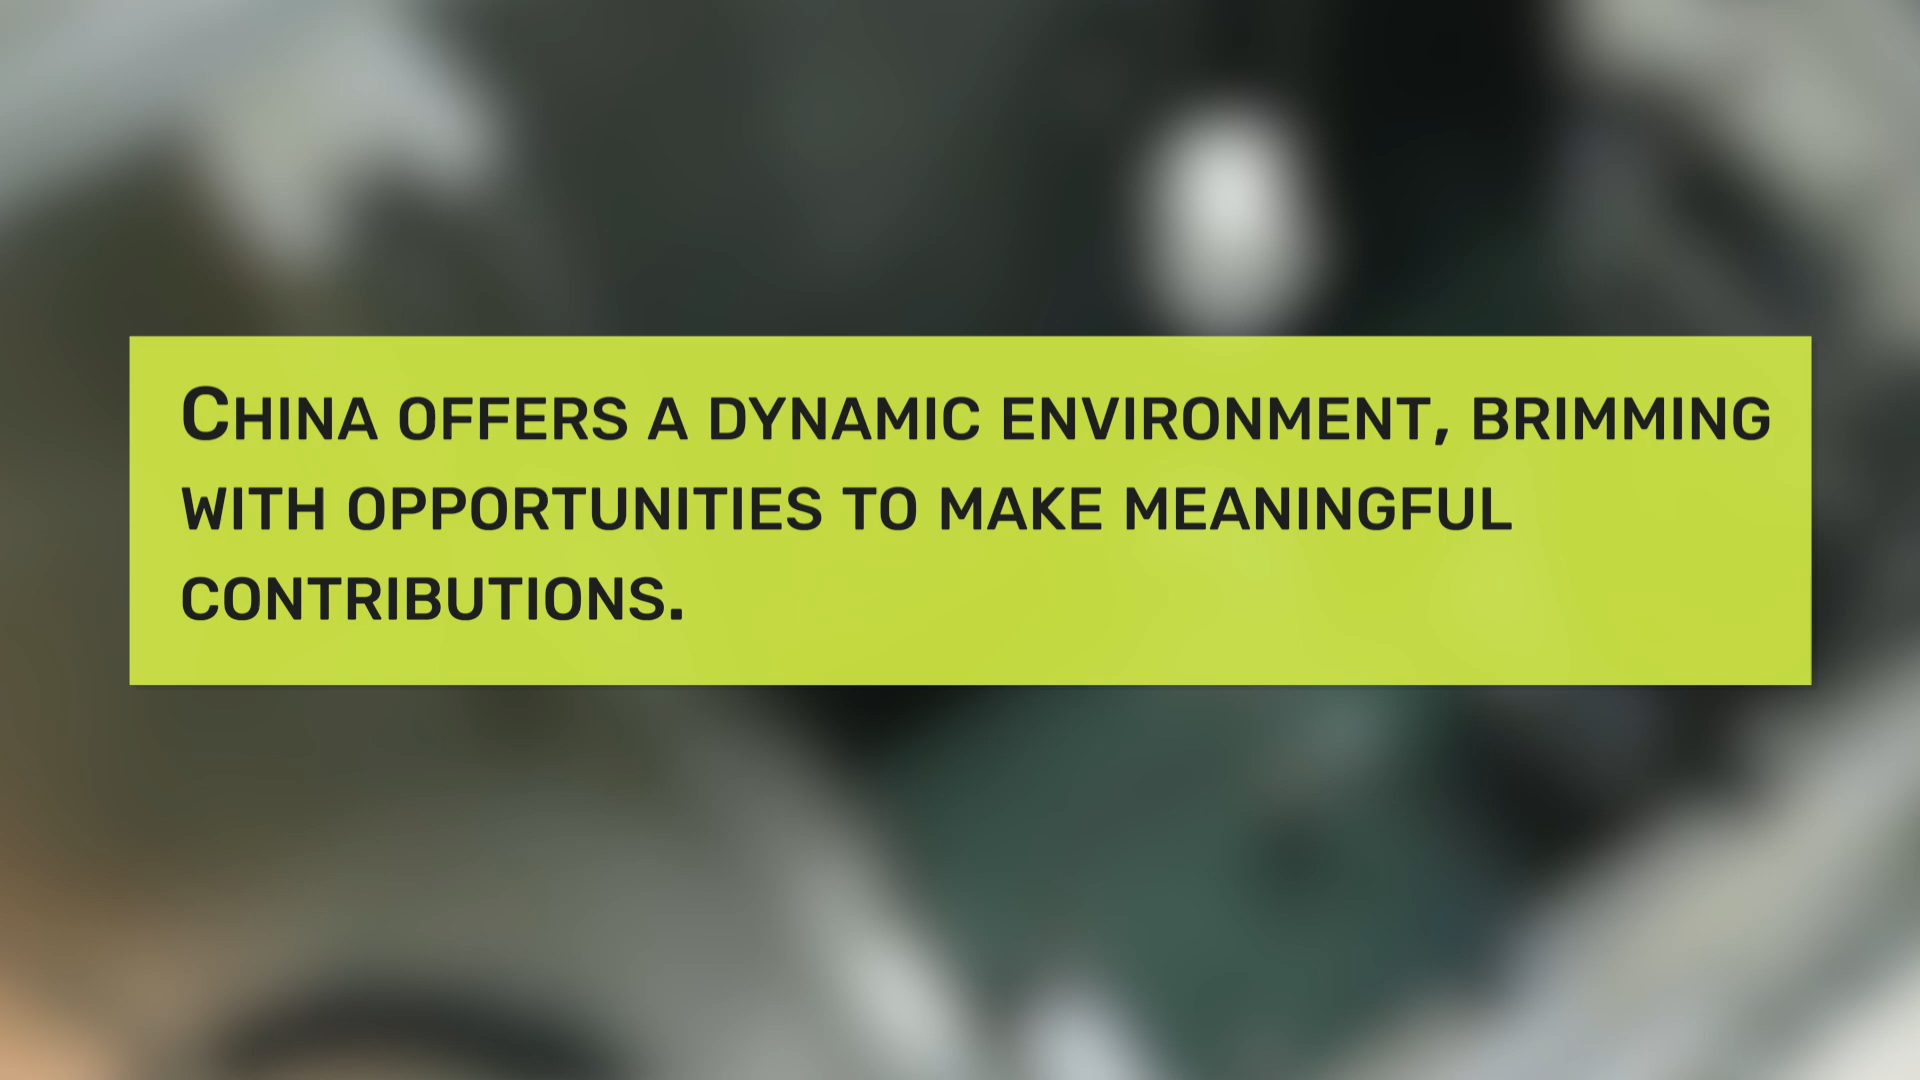 China offers a dynamic environment, brimming
with opportunities to make meaningful
contributions.